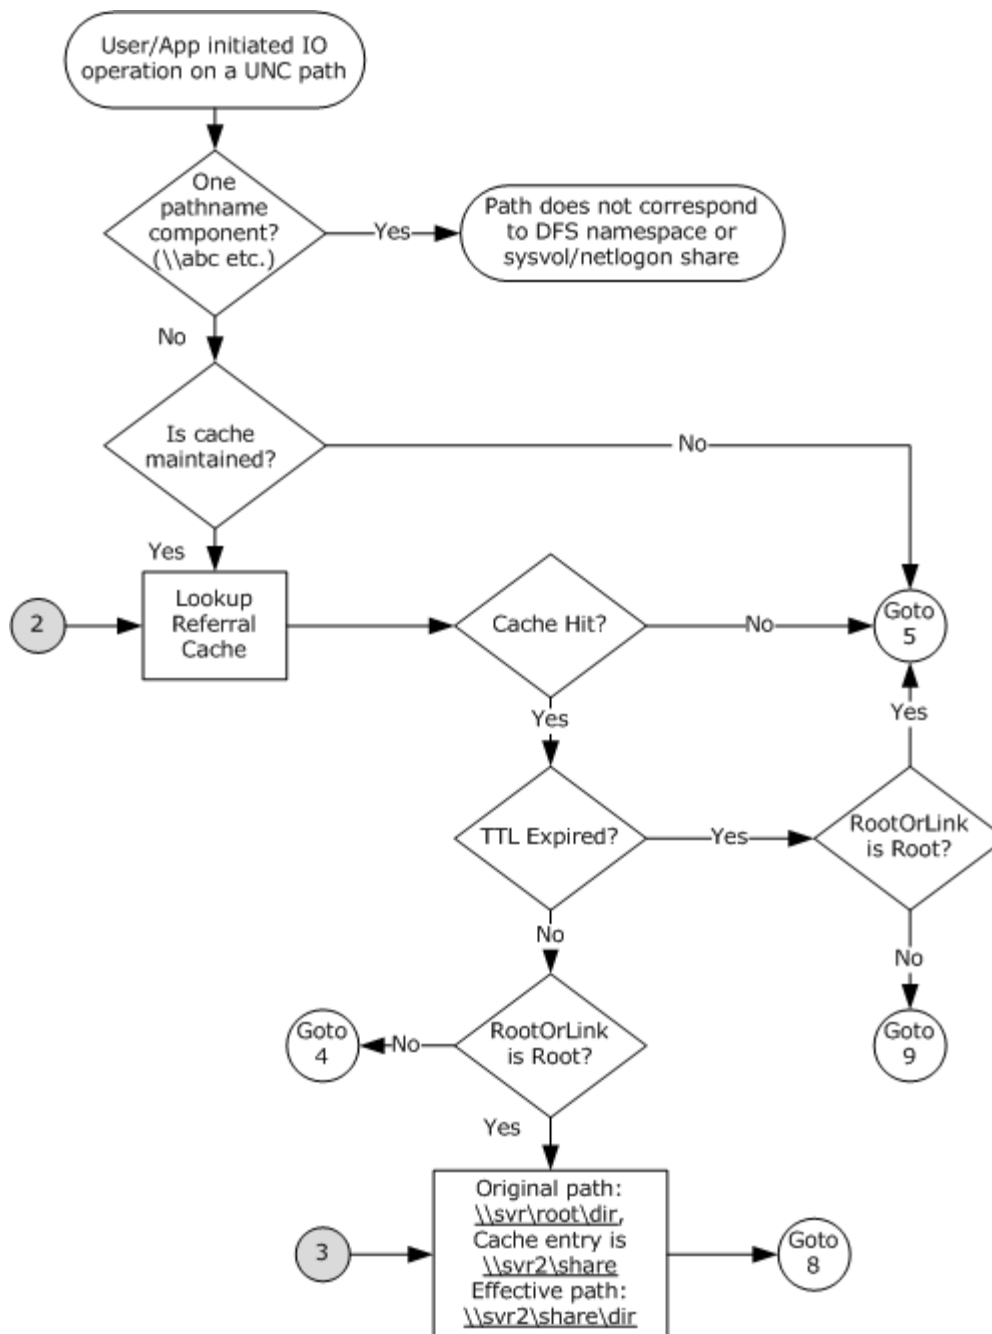 User/App initiated IO
operation on a UNC path
One
pathname
component?
(\\abc etc.)
Yes
Path does not correspond
to DFS namespace or
sysvol/netlogon share
No
Is cache
maintained?
No
Yes
2
Lookup
Referral
Cache
Cache Hit?
No
Goto
5
Yes
Yes
TTL Expired?
Yes
RootOrLink
is Root?
No
No
Goto
4
No
RootOrLink
is Root?
Goto
9
Yes
3
Original path:
\\svr\root\dir,
Cache entry is
\\svr2\share
Effective path:
\\svr2\share\dir
Goto
8